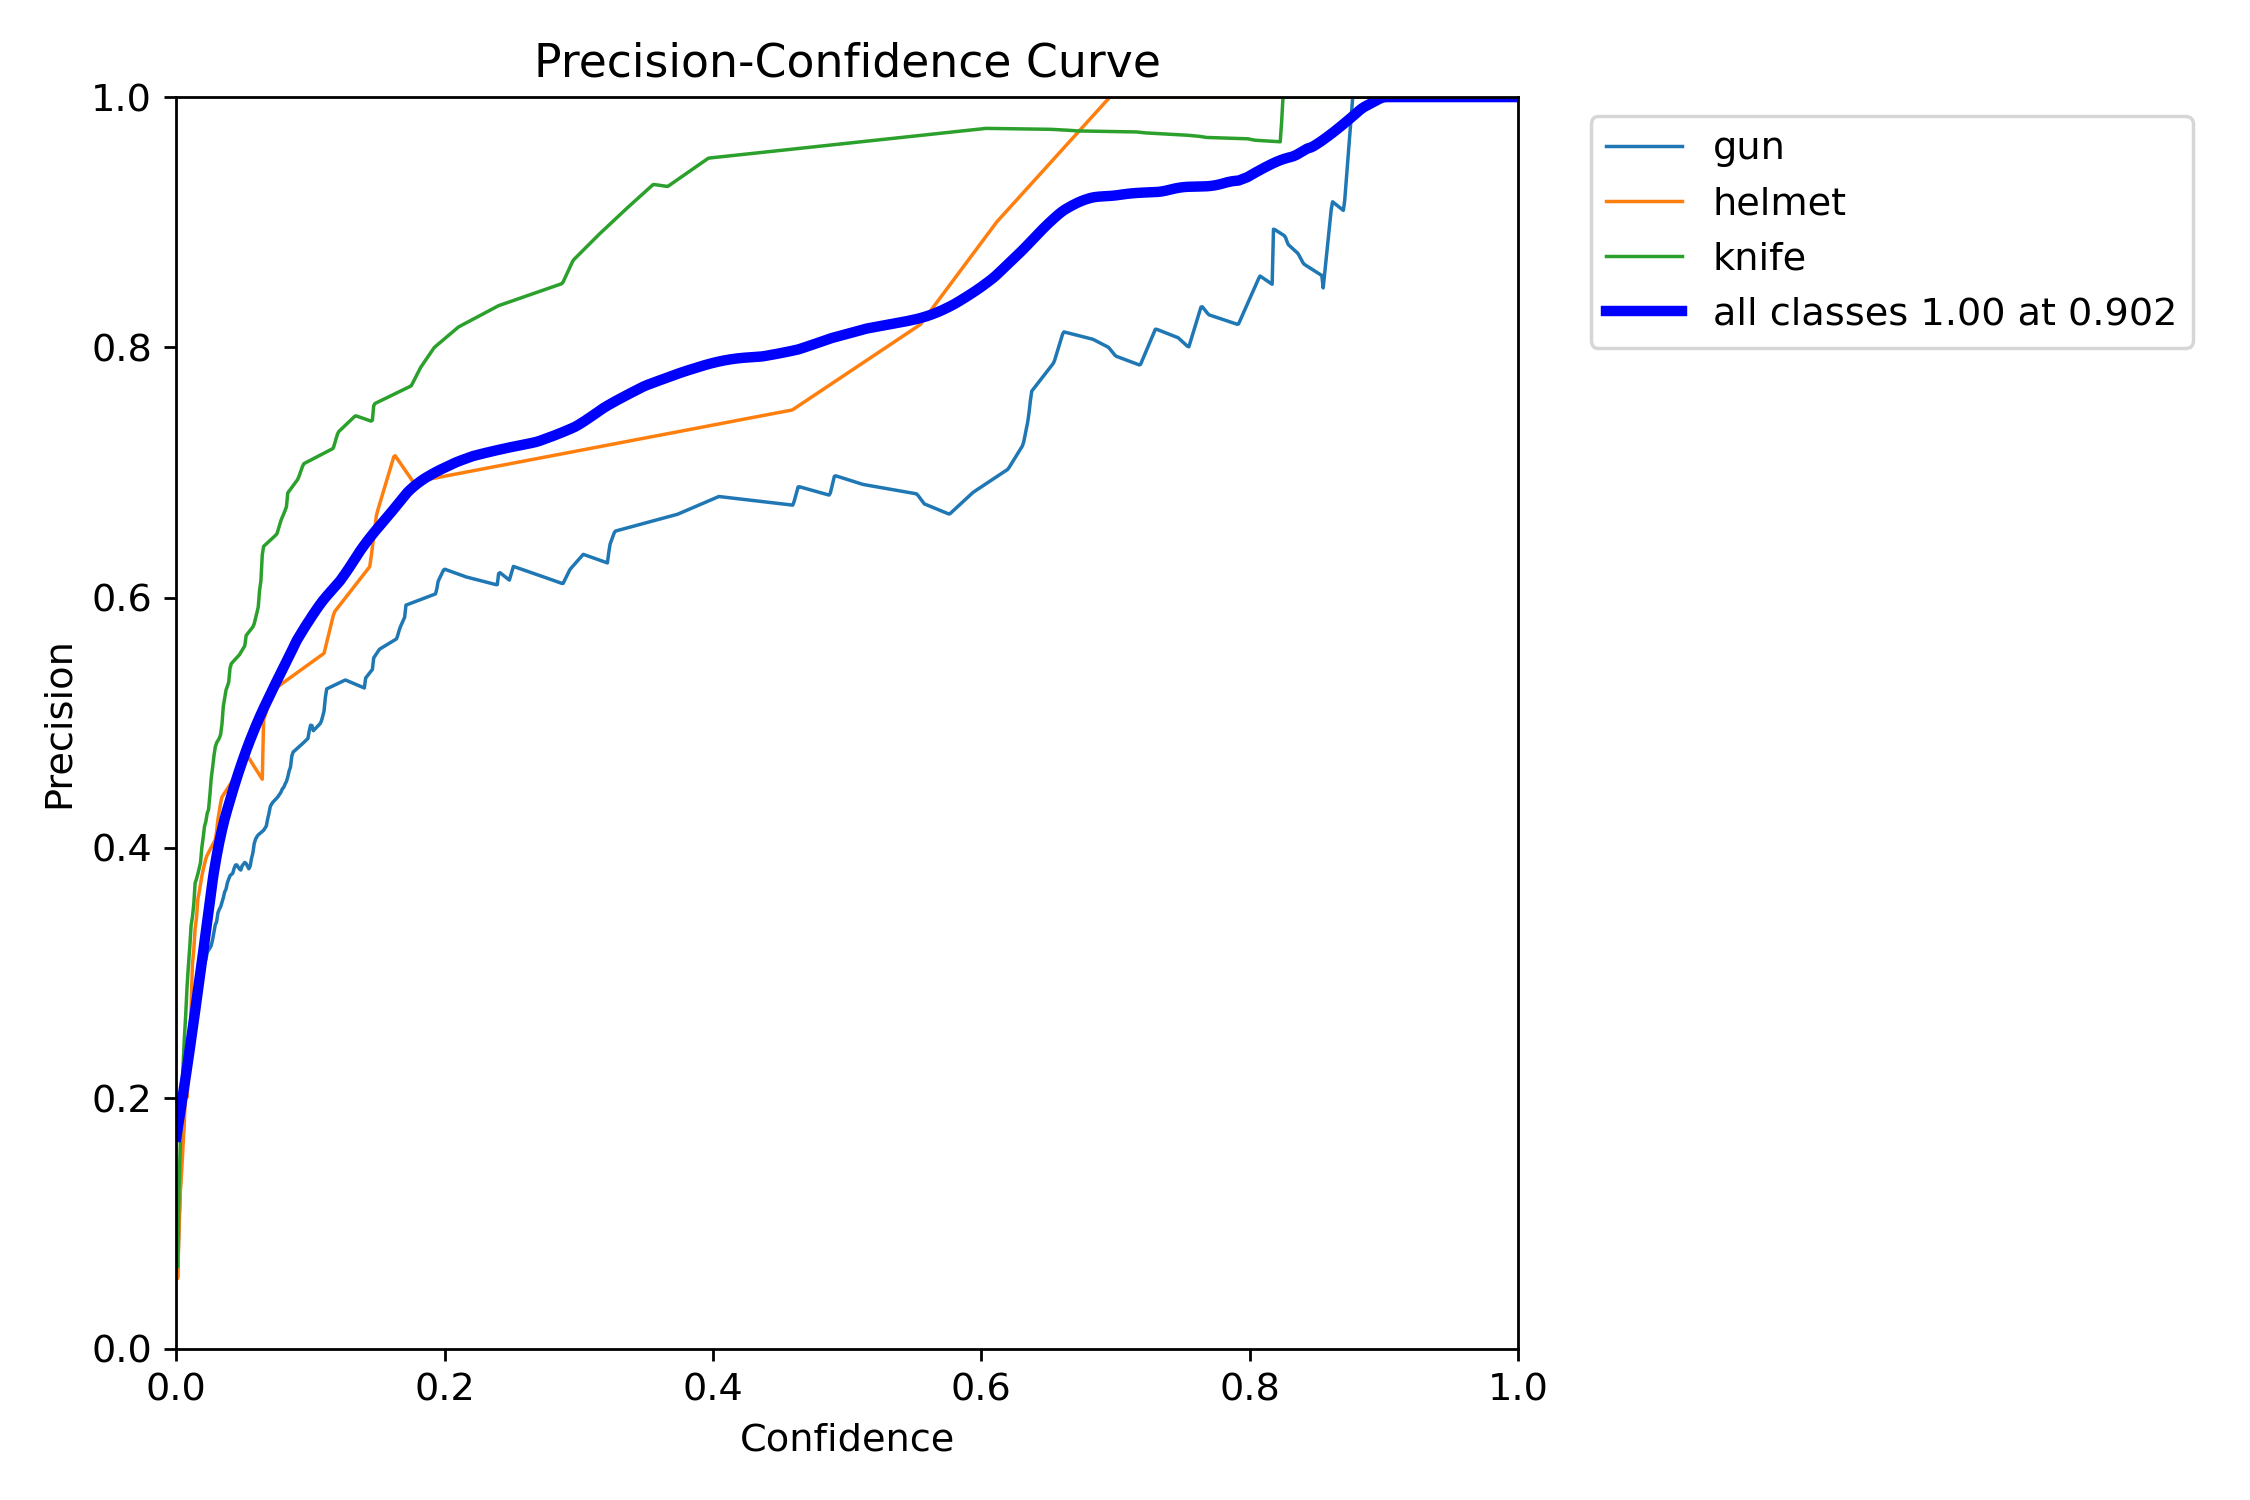 Precision-Confidence Curve
1.0
0.8
0.6
0.4
0.2
0.0
Precision
0.0 0.2 0.4 0.6 0.8 1.0
Confidence
gun
helmet
knife
all classes 1.00 at 0.902